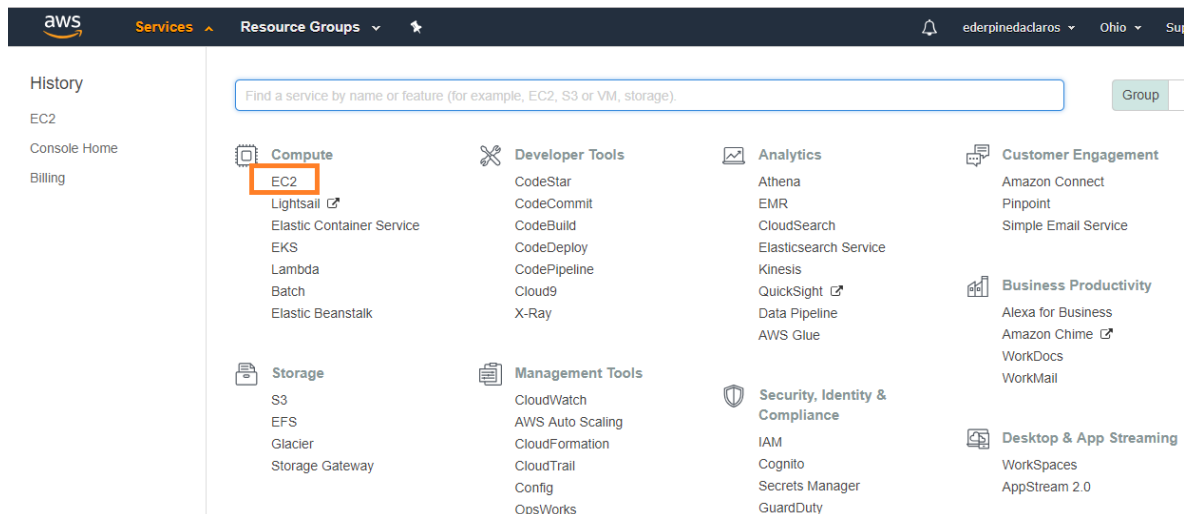 aws Services Resource Groups ederpinedaclaros Ohio
History
EC2
Console Home
Billing
Find a service by name or feature (for example, EC2, S3 or VM, storage).
Group
Compute
EC2
Lightsail
Elastic Container Service
EKS
Lambda
Batch
Elastic Beanstalk
Storage
S3
EFS
Glacier
Storage Gateway
Developer Tools
CodeStar
CodeCommit
CodeBuild
CodeDeploy
CodePipeline
Cloud9
X-Ray
Management Tools
CloudWatch
AWS Auto Scaling
CloudFormation
CloudTrail
Config
OpsWorks
Analytics
Athena
EMR
CloudSearch
Elasticsearch Service
Kinesis
QuickSight
Data Pipeline
AWS Glue
Security, Identity &
Compliance
IAM
Cognito
Secrets Manager
GuardDuty
Customer Engagement
Amazon Connect
Pinpoint
Simple Email Service
Business Productivity
Alexa for Business
Amazon Chime
WorkDocs
WorkMail
Desktop & App Streaming
WorkSpaces
AppStream 2.0